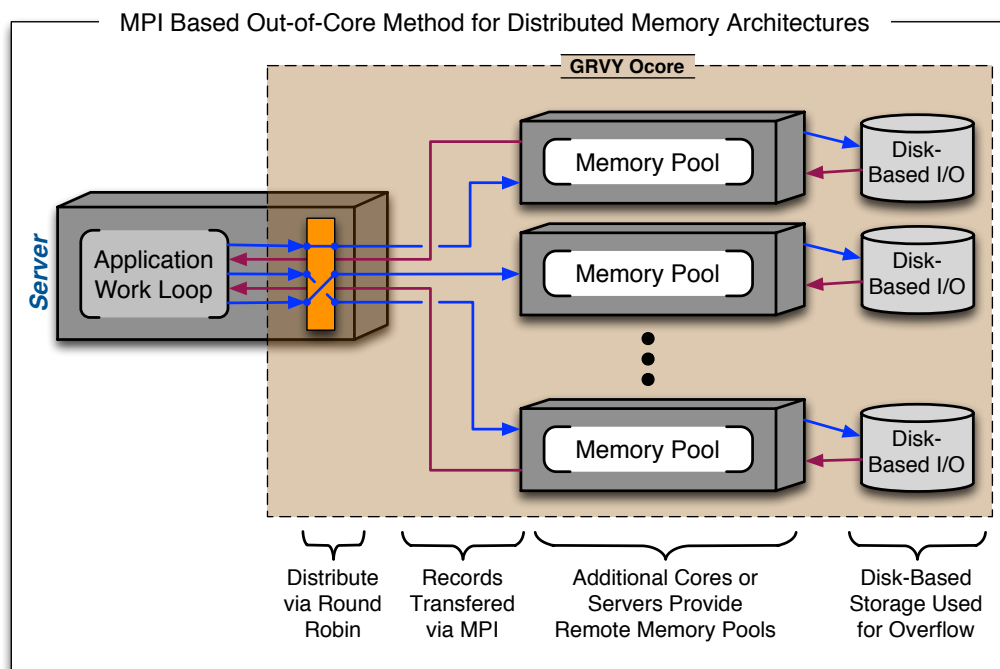 MPI Based Out-of-Core Method for Distributed Memory Architectures
GRVY Ocore
Server
Application
Work Loop
Memory Pool
Disk-
Based I/O
Memory Pool
Disk-
Based I/O
Memory Pool
Disk-
Based I/O
Distribute
via Round
Robin
Records
Transfered
via MPI
Additional Cores or
Servers Provide
Remote Memory Pools
Disk-Based
Storage Used
for Overflow